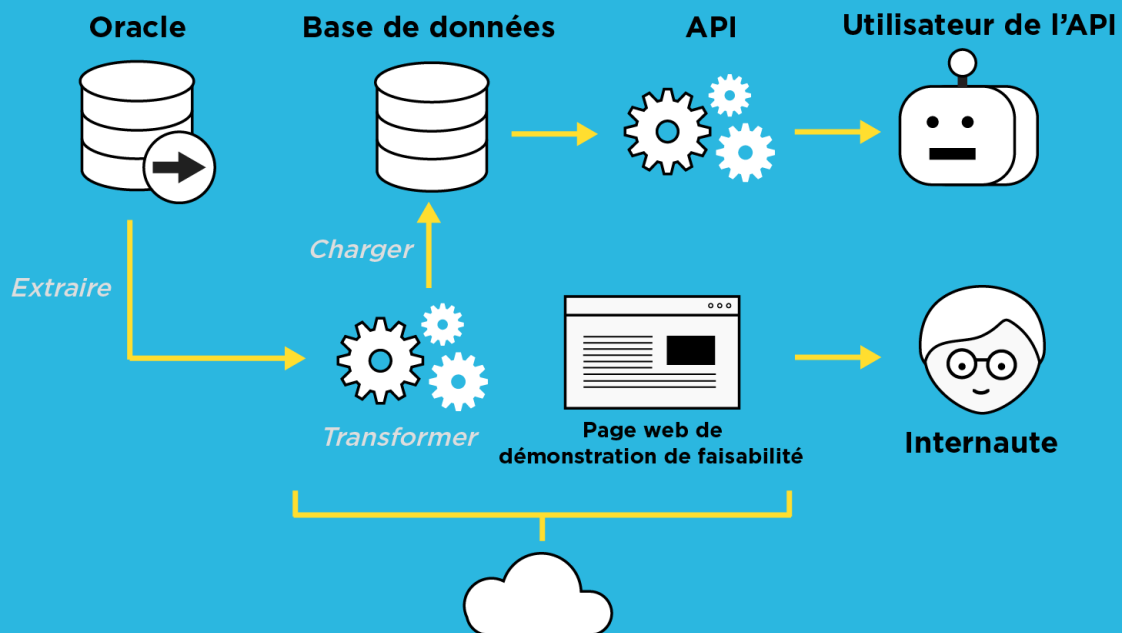 Oracle
Base de données
API
Utilisateur de l’API
Charger
Extraire
Transformer
Page web de
démonstration de faisabilité
Internaute